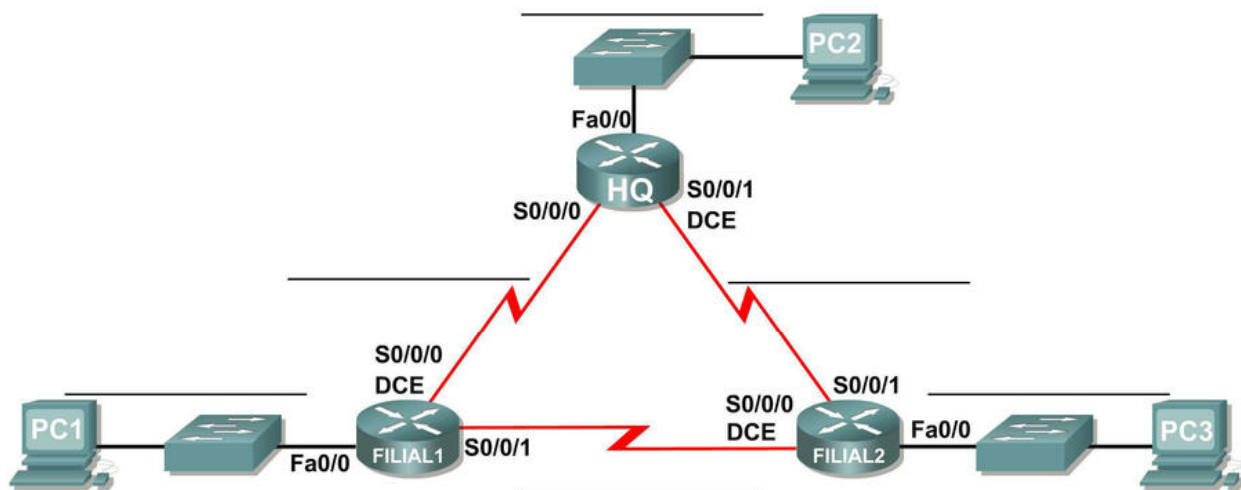 PC2
Fa0/0
HQ
S0/0/1
DCE
S0/0/0
S0/0/0
DCE
S0/0/1
S0/0/0
DCE
PC1
Fa0/0
FILIAL1
S0/0/1
FILIAL2
Fa0/0
PC3